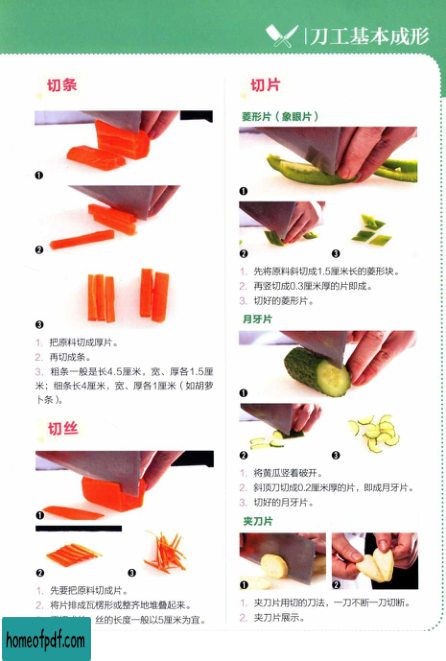 刀工基本成形
切条
❶
❷
❸
1. 把原料切成厚片。
2. 再切成条。
3. 粗条一般是长4.5厘米，宽、厚各1.5厘
米；细条长4厘米，宽、厚各1厘米（如胡萝
卜条）。
切丝
❶
❷
❸
1. 先要把原料切成片。
2. 将片排成瓦楞形或整齐地堆叠起来。
丝的长度一般以5厘米为宜。
切片
菱形片（象眼片）
❶
❷
❸
1. 先将原料斜切成1.5厘米长的菱形块。
2. 再竖切成0.3厘米厚的片即成。
3. 切好的菱形片。
月牙片
❶
❷
❸
1. 将黄瓜竖着破开。
2. 斜顶刀切成0.2厘米厚的片，即成月牙片。
3. 切好的月牙片。
夹刀片
❶
❷
1. 夹刀片用切的刀法，一刀不断一刀切断。
2. 夹刀片展示。
homeofpdf.com